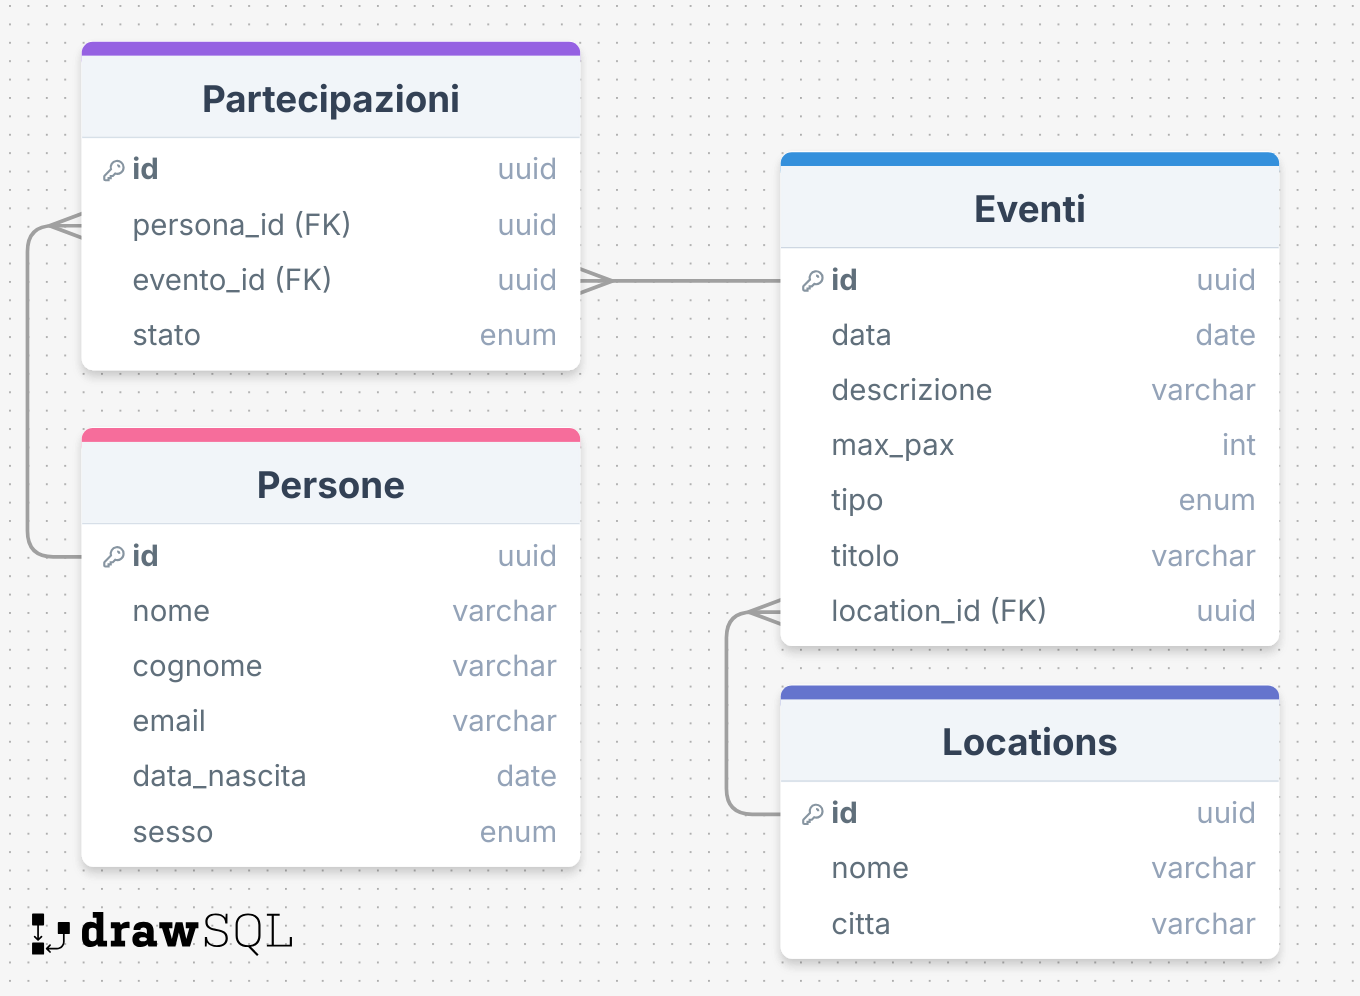 Partecipazioni
id uuid
persona_id (FK) uuid
evento_id (FK) uuid
stato enum
Persone
id uuid
nome varchar
cognome varchar
email varchar
data_nascita date
sesso enum
Eventi
id uuid
data date
descrizione varchar
max_pax int
tipo enum
titolo varchar
location_id (FK) uuid
Locations
id uuid
nome varchar
citta varchar
drawSQL